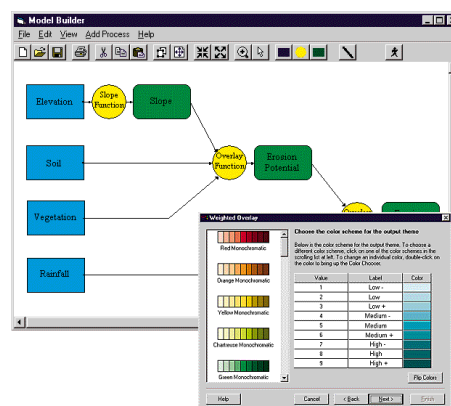 Model Builder
File Edit View Add Process Help
Elevation
Slope
Function
Slope
Soil
Overlay
Function
Erosion
Potential
Vegetation
Rainfall
Weighted Overlay
Red Monochromatic
Orange Monochromatic
Yellow Monochromatic
Chartreuse Monochromatic
Green Monochromatic
Choose the color scheme for the output theme
Below is the color scheme for the output theme. To choose a
different color scheme, click on one of the color schemes in the
scrolling list at left. To change an individual color, double-click on
the color to bring up the Color Chooser.
Value Label Color
1 Low -
2 Low
3 Low +
4 Medium -
5 Medium
6 Medium +
7 High -
8 High
9 High +
Flip Colors
Help Cancel < Back Next > Finish